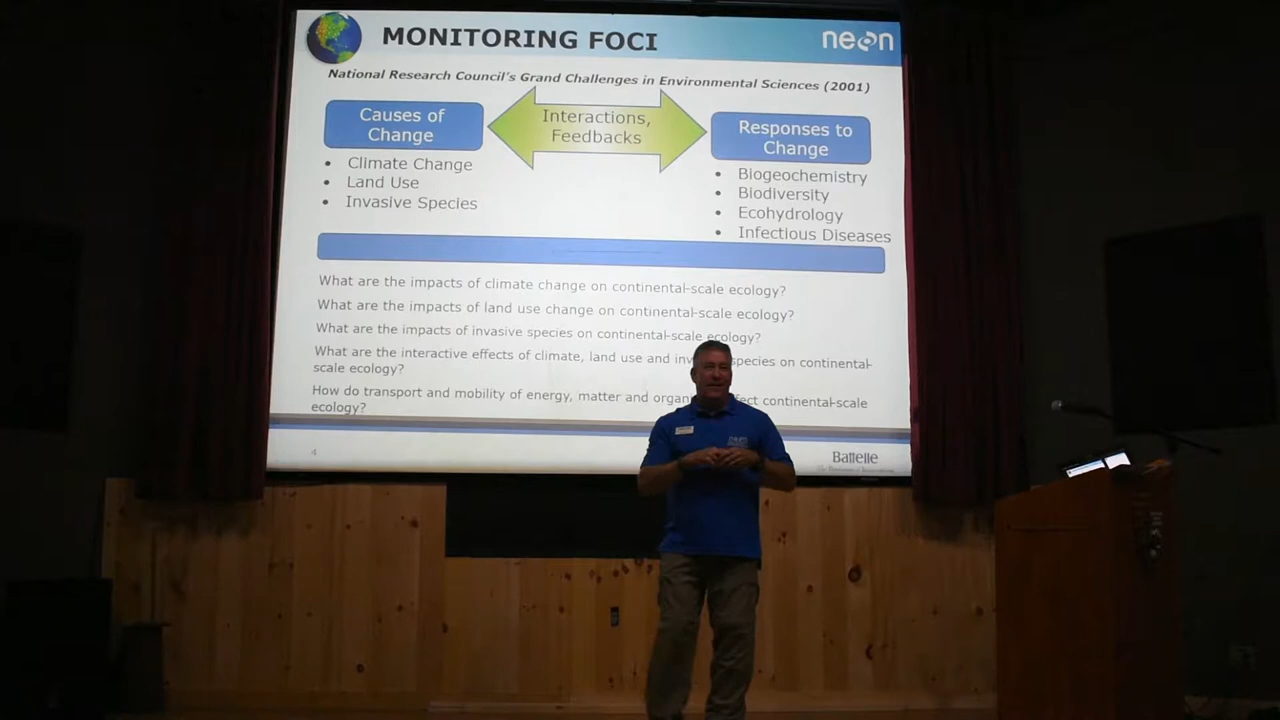 MONITORING FOCI
neon
National Research Council's Grand Challenges in Environmental Sciences (2001)
Causes of
Change
Interactions,
Feedbacks
Responses to
Change
• Climate Change
• Land Use
• Invasive Species
• Biogeochemistry
• Biodiversity
• Ecohydrology
• Infectious Diseases
What are the impacts of climate change on continental-scale ecology?
What are the impacts of land use change on continental-scale ecology?
What are the impacts of invasive species on continental-scale ecology?
What are the interactive effects of climate, land use and species on continental-
scale ecology?
How do transport and mobility of energy, matter and continental-scale
ecology?
4
Battelle